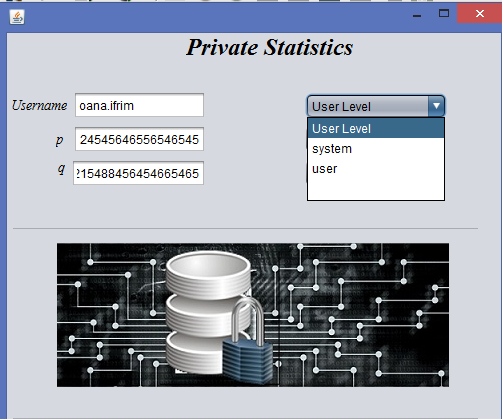 Private Statistics
Username oana.ifrim User Level
p 24545646556546545 User Level
system
q 215488456454665465 user